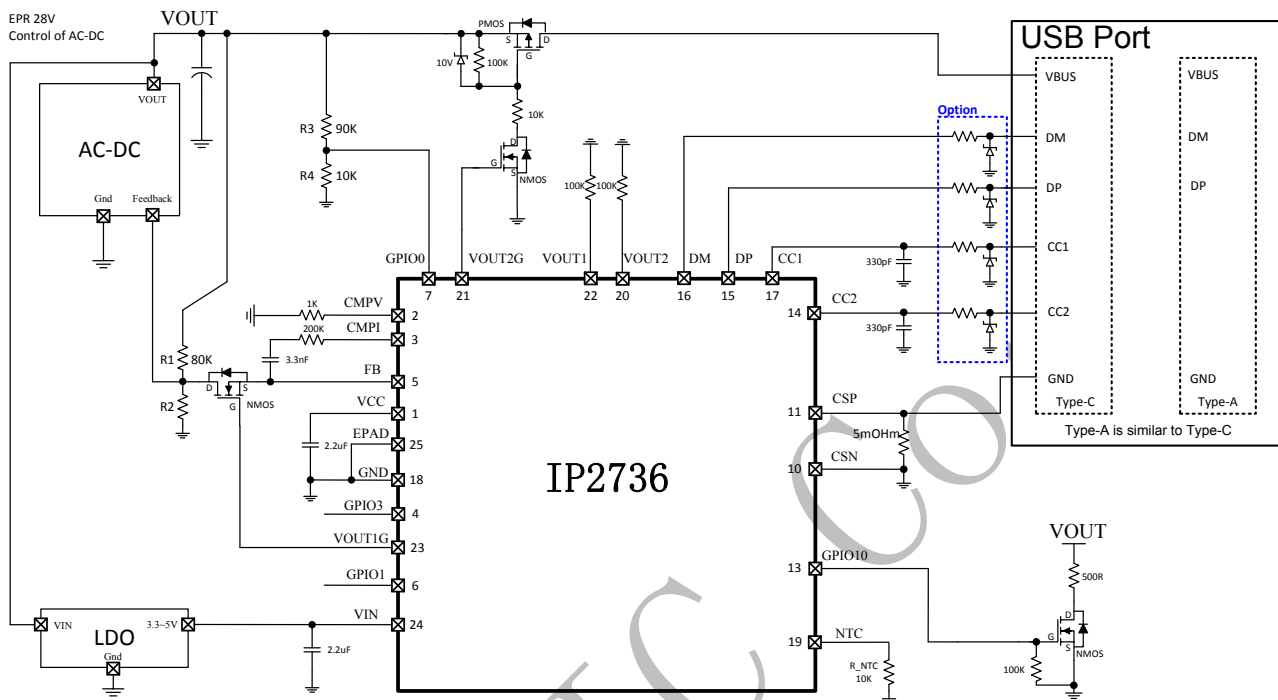 EPR 28V
Control of AC-DC
VOUT
PMOS
S
D
G
10V
100K
10K
D
G
S
NMOS
USB Port
VBUS
DM
DP
CC1
CC2
GND
Type-C
VBUS
DM
DP
GND
Type-A
Type-A is similar to Type-C
Option
VOUT
AC-DC
Gnd
Feedback
R3
90K
R4
10K
100K
100K
330pF
330pF
GPIO0
VOUT2G
VOUT1
VOUT2
DM
DP
CC1
7
21
22
20
16
15
17
1K
CMPV
2
200K
CMPI
3
3.3nF
FB
5
R1
80K
R2
D
S
G
NMOS
VCC
1
2.2uF
EPAD
25
GND
18
GPIO3
4
VOUT1G
23
GPIO1
6
VIN
24
2.2uF
VIN
3.3~5V
LDO
Gnd
IP2736
14
CC2
11
CSP
5mOHm
10
CSN
13
GPIO10
19
NTC
R_NTC
10K
VOUT
500R
D
G
S
NMOS
100K
C Co